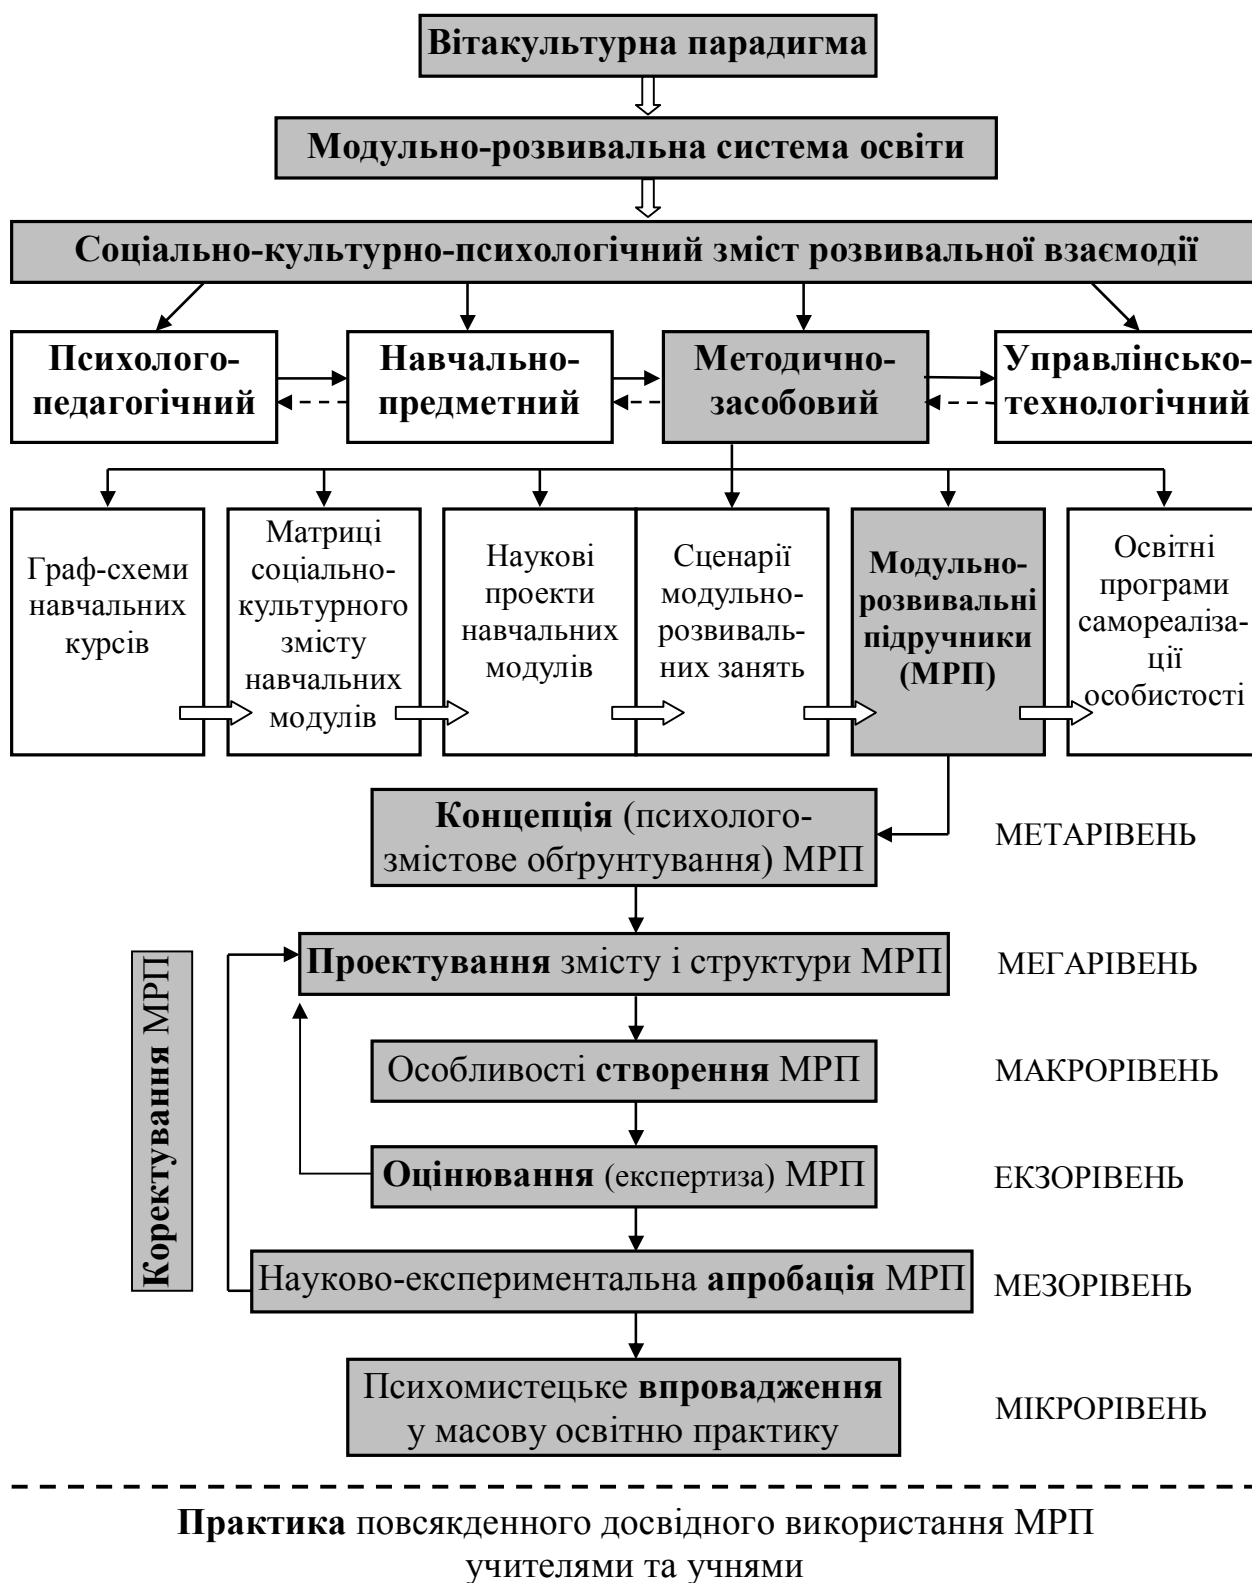 Вітакультурна парадигма
Модульно-розвивальна система освіти
Соціально-культурно-психологічний зміст розвивальної взаємодії
Психолого-
педагогічний
Навчально-
предметний
Методично-
засобовий
Управлінсько-
технологічний
Граф-схеми
навчальних
курсів
Матриці
соціально-
культурного
змісту
навчальних
модулів
Наукові
проекти
навчальних
модулів
Сценарії
модульно-
розвиваль-
них занять
Модульно-
розвивальні
підручники
(МРП)
Освітні
програми
самореаліза-
ції
особистості
Концепція (психолого-
змістове обґрунтування) МРП
МЕТАРІВЕНЬ
Проектування змісту і структури МРП
МЕГАРІВЕНЬ
Коректування МРП
Особливості створення МРП
МАКРОРІВЕНЬ
Оцінювання (експертиза) МРП
ЕКЗОРІВЕНЬ
Науково-експериментальна апробація МРП
МЕЗОРІВЕНЬ
Психомистецьке впровадження
у масову освітню практику
МІКРОРІВЕНЬ
Практика повсякденного досвідного використання МРП
учителями та учнями